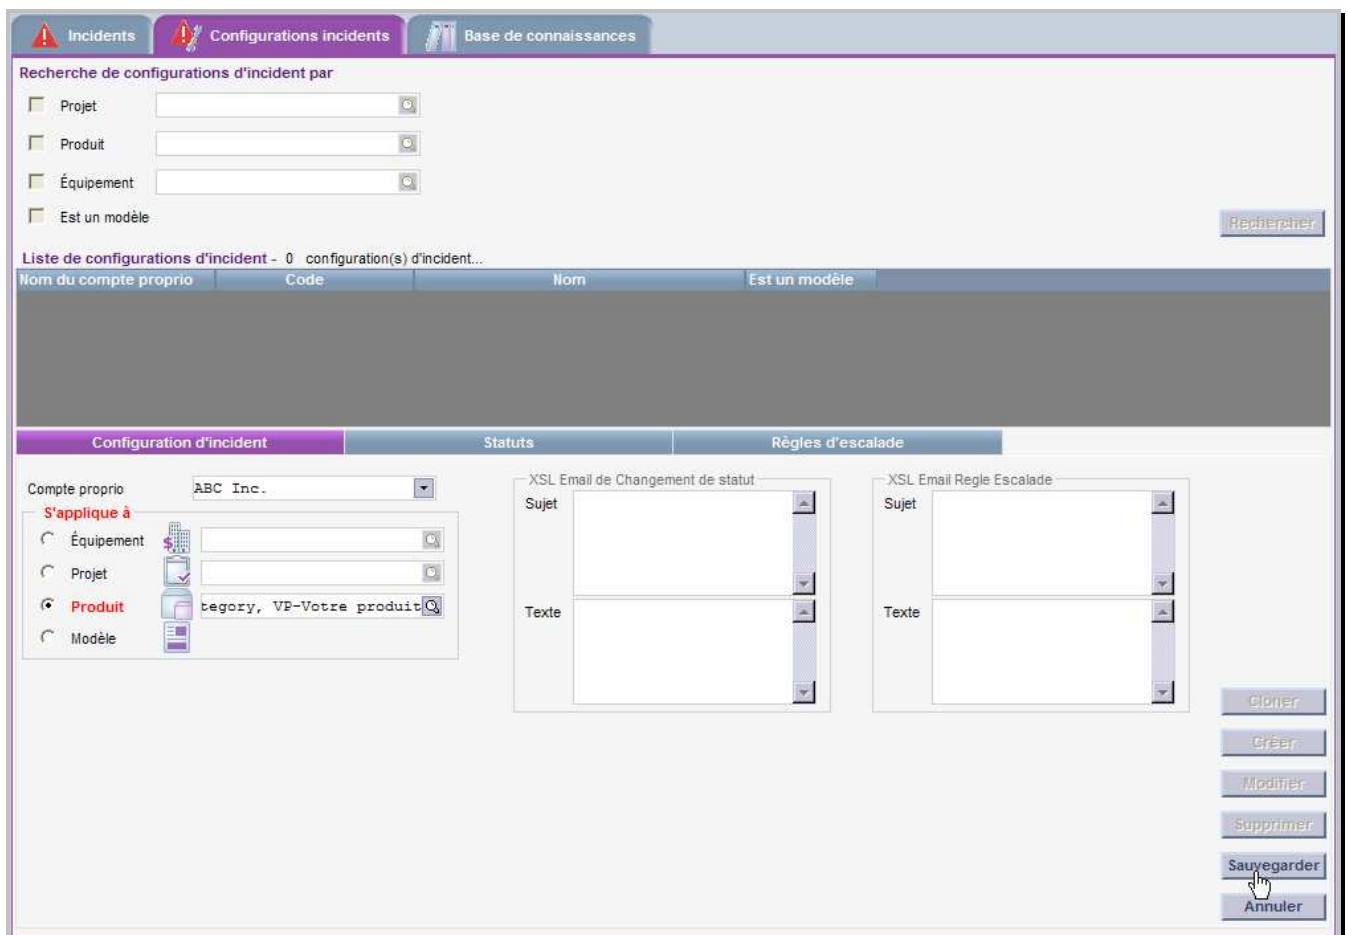 Incidents Configurations incidents Base de connaissances
Recherche de configurations d'incident par
Projet
Produit
Équipement
Est un modèle
Rechercher
Liste de configurations d'incident - 0 configuration(s) d'incident...
Nom du compte proprio Code Nom Est un modèle
Configuration d'incident Statuts Règles d'escalade
Compte proprio ABC Inc.
S'applique à
Équipement
Projet
Produit tegory, VP-Votre produit
Modèle
XSL Email de Changement de statut
Sujet
Texte
XSL Email Regle Escalade
Sujet
Texte
Cloner
Créer
Modifier
Supprimer
Sauvegarder
Annuler